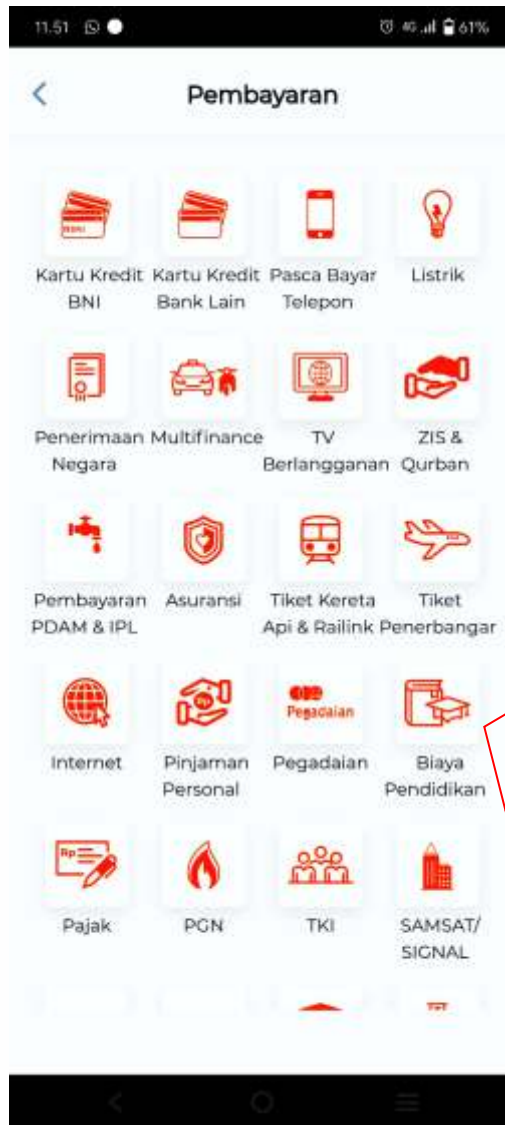 11.51 4G 61%
Pembayaran
Kartu Kredit Kartu Kredit Pasca Bayar Listrik
BNI Bank Lain Telepon
Penerimaan Multifinance TV ZIS &
Negara Berlangganan Qurban
Pembayaran Asuransi Tiket Kereta Tiket
PDAM & IPL Api & Railink Penerbangan
Rp
Pegadaian
Internet Pinjaman Pegadaian Biaya
Personal Pendidikan
Rp
Pajak PGN TKI SAMSAT/
SIGNAL